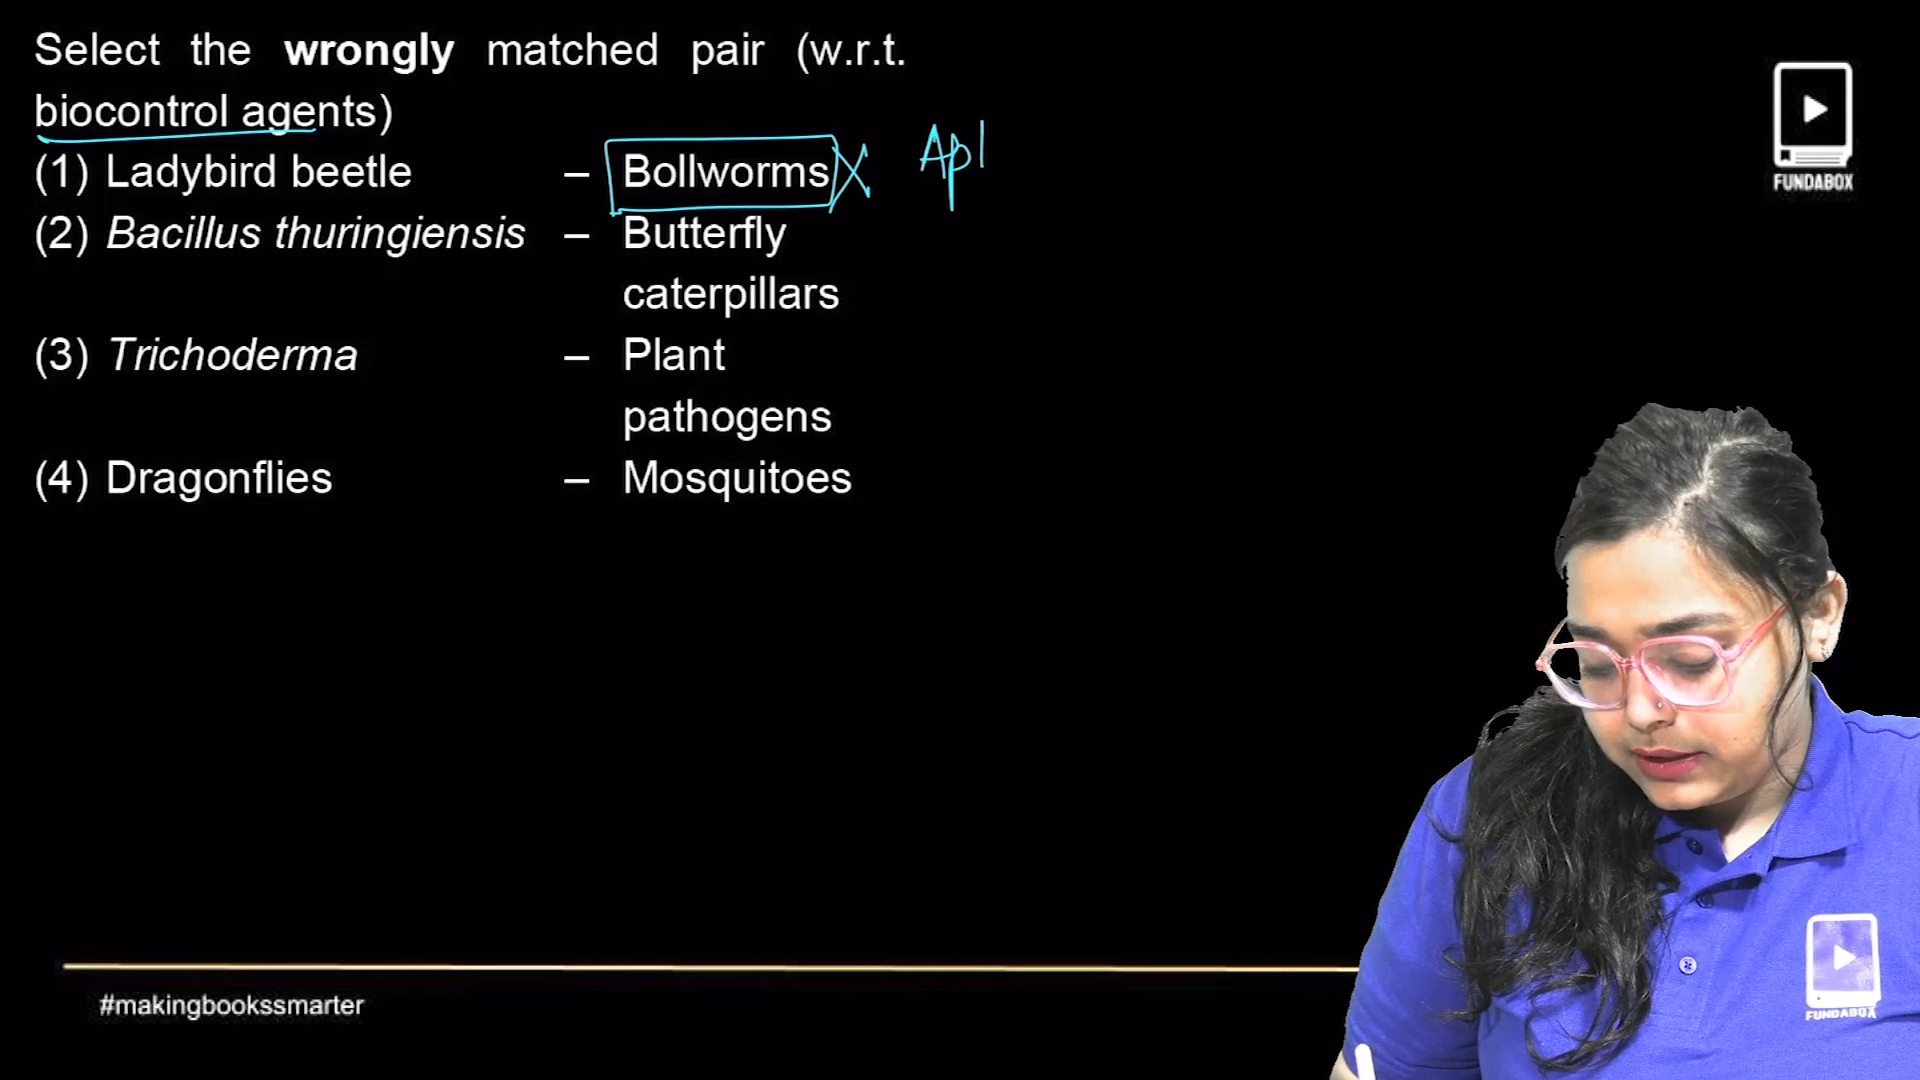 Select the wrongly matched pair (w.r.t.
biocontrol agents)
(1) Ladybird beetle – Bollworms X Apl
(2) Bacillus thuringiensis – Butterfly
caterpillars
(3) Trichoderma – Plant
pathogens
(4) Dragonflies – Mosquitoes
FUNDABOX
FUNDABOX
#makingbookssmarter